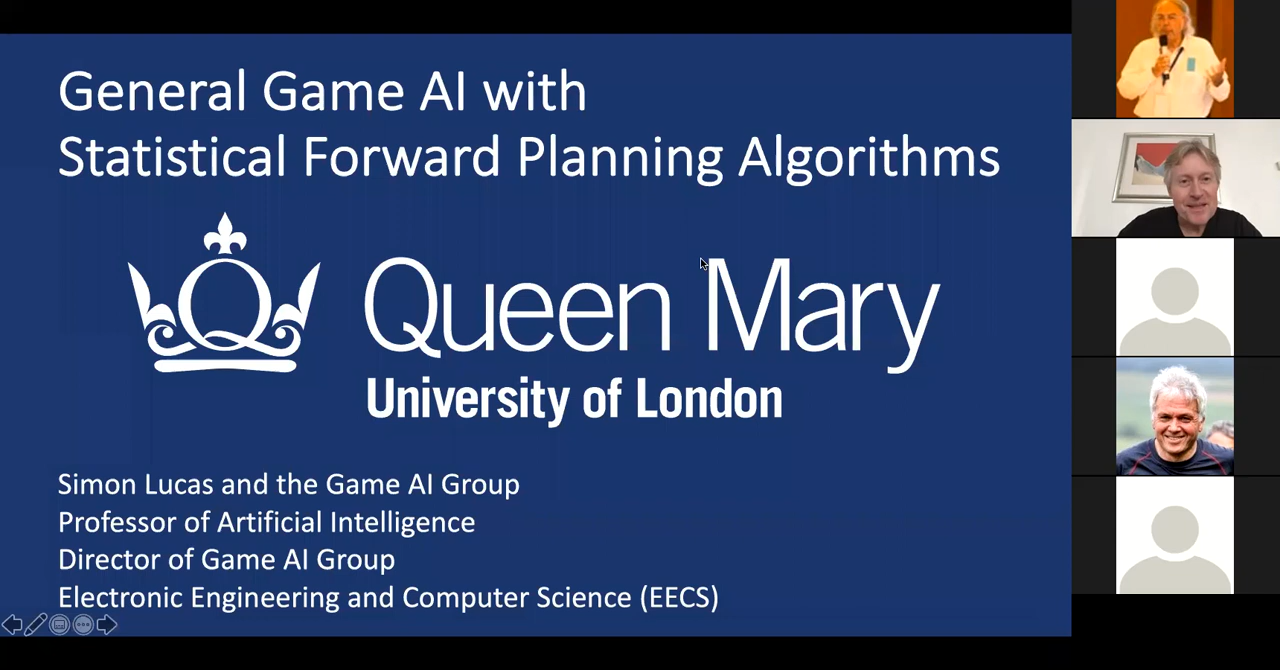 General Game AI with
Statistical Forward Planning Algorithms
Queen Mary
University of London
Simon Lucas and the Game AI Group
Professor of Artificial Intelligence
Director of Game AI Group
Electronic Engineering and Computer Science (EECS)